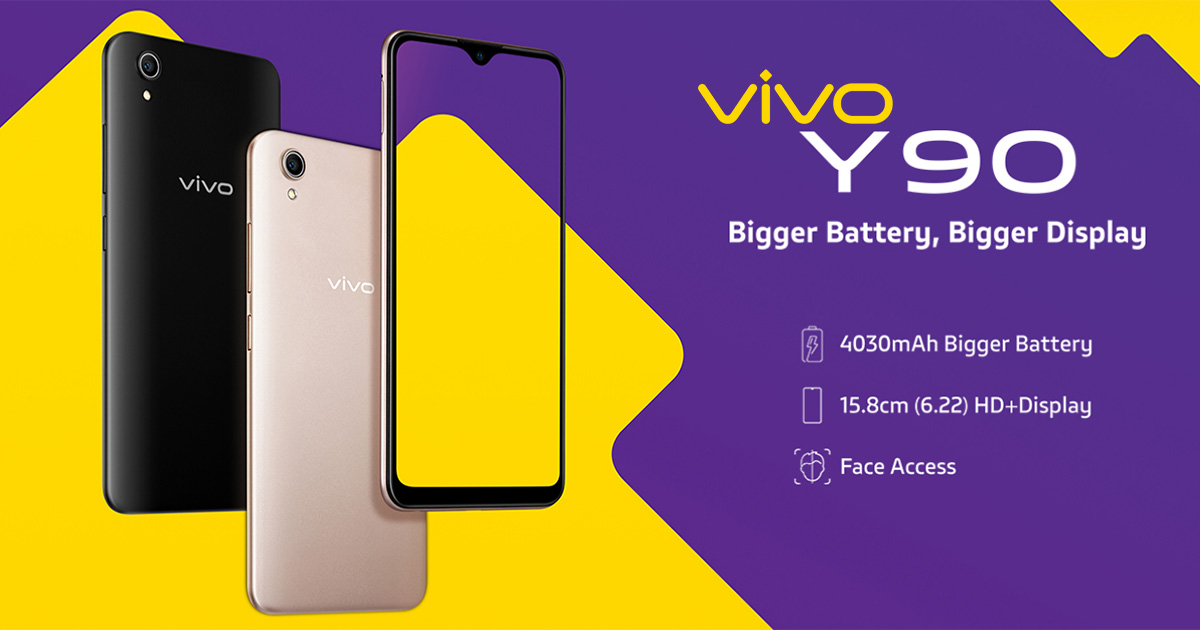 vivo
vivo
vivo
Y90
Bigger Battery, Bigger Display
4030mAh Bigger Battery
15.8cm (6.22) HD+Display
Face Access